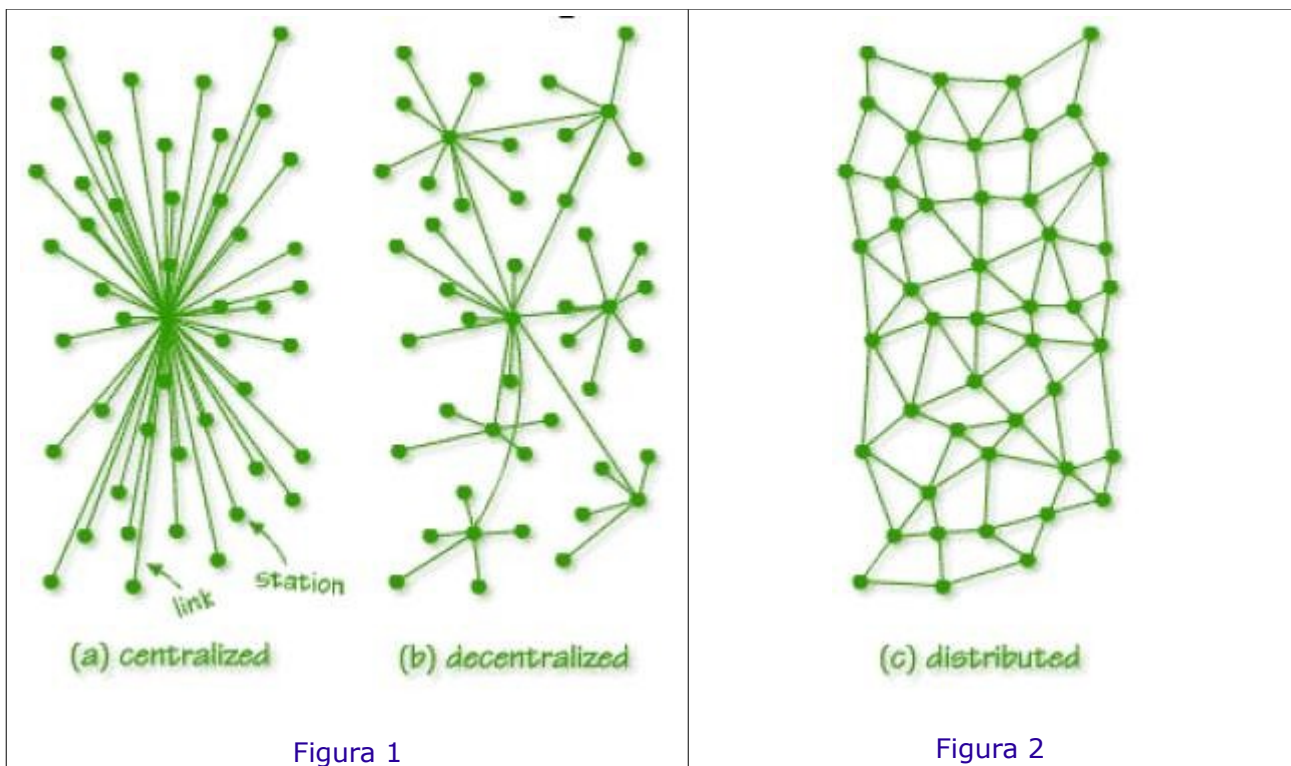 link
station
(a) centralized
(b) decentralized
Figura 1
(c) distributed
Figura 2